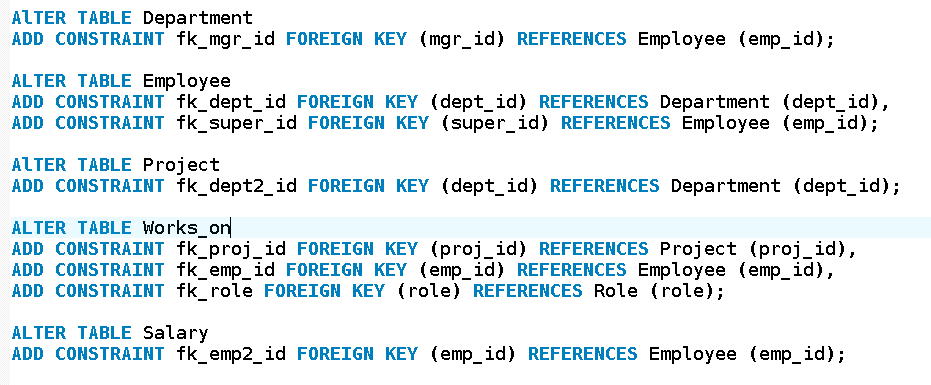 AlTER TABLE Department
ADD CONSTRAINT fk_mgr_id FOREIGN KEY (mgr_id) REFERENCES Employee (emp_id);
ALTER TABLE Employee
ADD CONSTRAINT fk_dept_id FOREIGN KEY (dept_id) REFERENCES Department (dept_id),
ADD CONSTRAINT fk_super_id FOREIGN KEY (super_id) REFERENCES Employee (emp_id);
AlTER TABLE Project
ADD CONSTRAINT fk_dept2_id FOREIGN KEY (dept_id) REFERENCES Department (dept_id);
ALTER TABLE Works_on
ADD CONSTRAINT fk_proj_id FOREIGN KEY (proj_id) REFERENCES Project (proj_id),
ADD CONSTRAINT fk_emp_id FOREIGN KEY (emp_id) REFERENCES Employee (emp_id),
ADD CONSTRAINT fk_role FOREIGN KEY (role) REFERENCES Role (role);
ALTER TABLE Salary
ADD CONSTRAINT fk_emp2_id FOREIGN KEY (emp_id) REFERENCES Employee (emp_id);